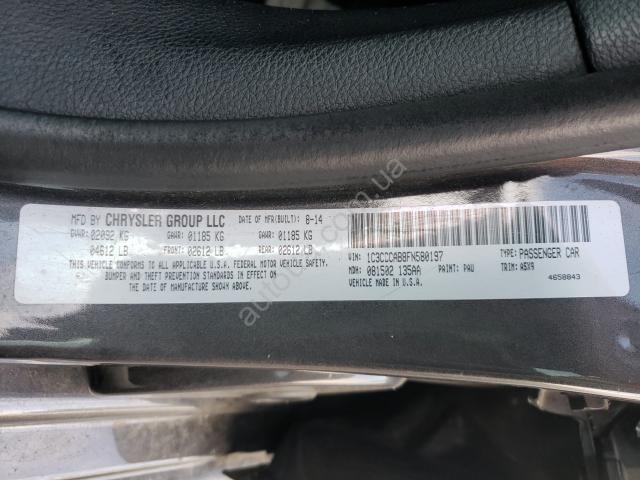 MFD BY CHRYSLER GROUP LLC DATE OF MFR(BUILT): 8-14
GVWR: 02092 KG GAWR: 01185 KG GAWR: 01185 KG
04612 LB FRONT: 02612 LB REAR: 02612 LB
THIS VEHICLE CONFORMS TO ALL APPLICABLE U.S.A. FEDERAL MOTOR VEHICLE SAFETY,
BUMPER AND THEFT PREVENTION STANDARDS IN EFFECT ON
THE DATE OF MANUFACTURE SHOWN ABOVE.
VIN: 1C3CCCAB8FN580197 TYPE: PASSENGER CAR
MDH: 081502 135AA PAINT: PAU TRIM: A5X9
VEHICLE MADE IN U.S.A. 4658843